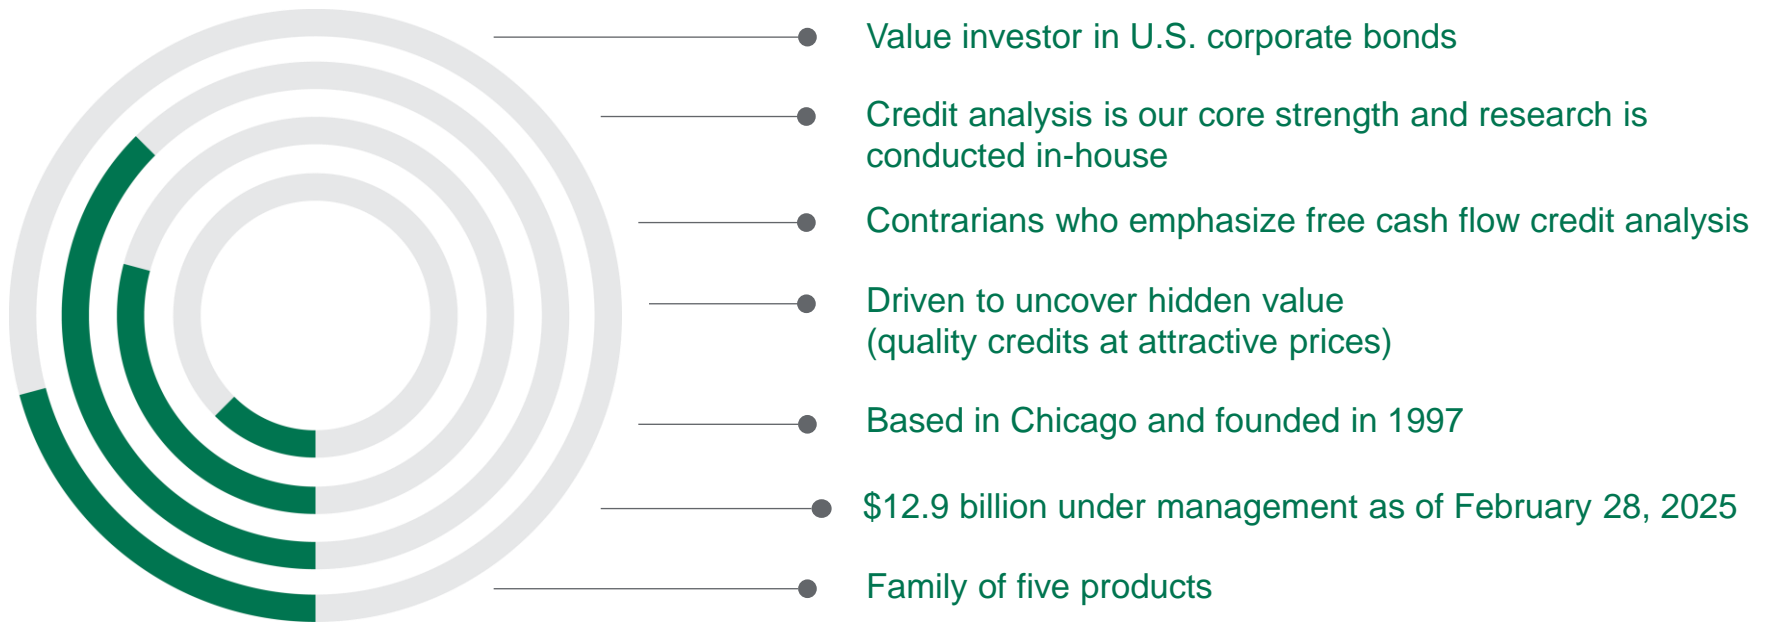 Value investor in U.S. corporate bonds
Credit analysis is our core strength and research is
conducted in-house
Contrarians who emphasize free cash flow credit analysis
Driven to uncover hidden value
(quality credits at attractive prices)
Based in Chicago and founded in 1997
$12.9 billion under management as of February 28, 2025
Family of five products